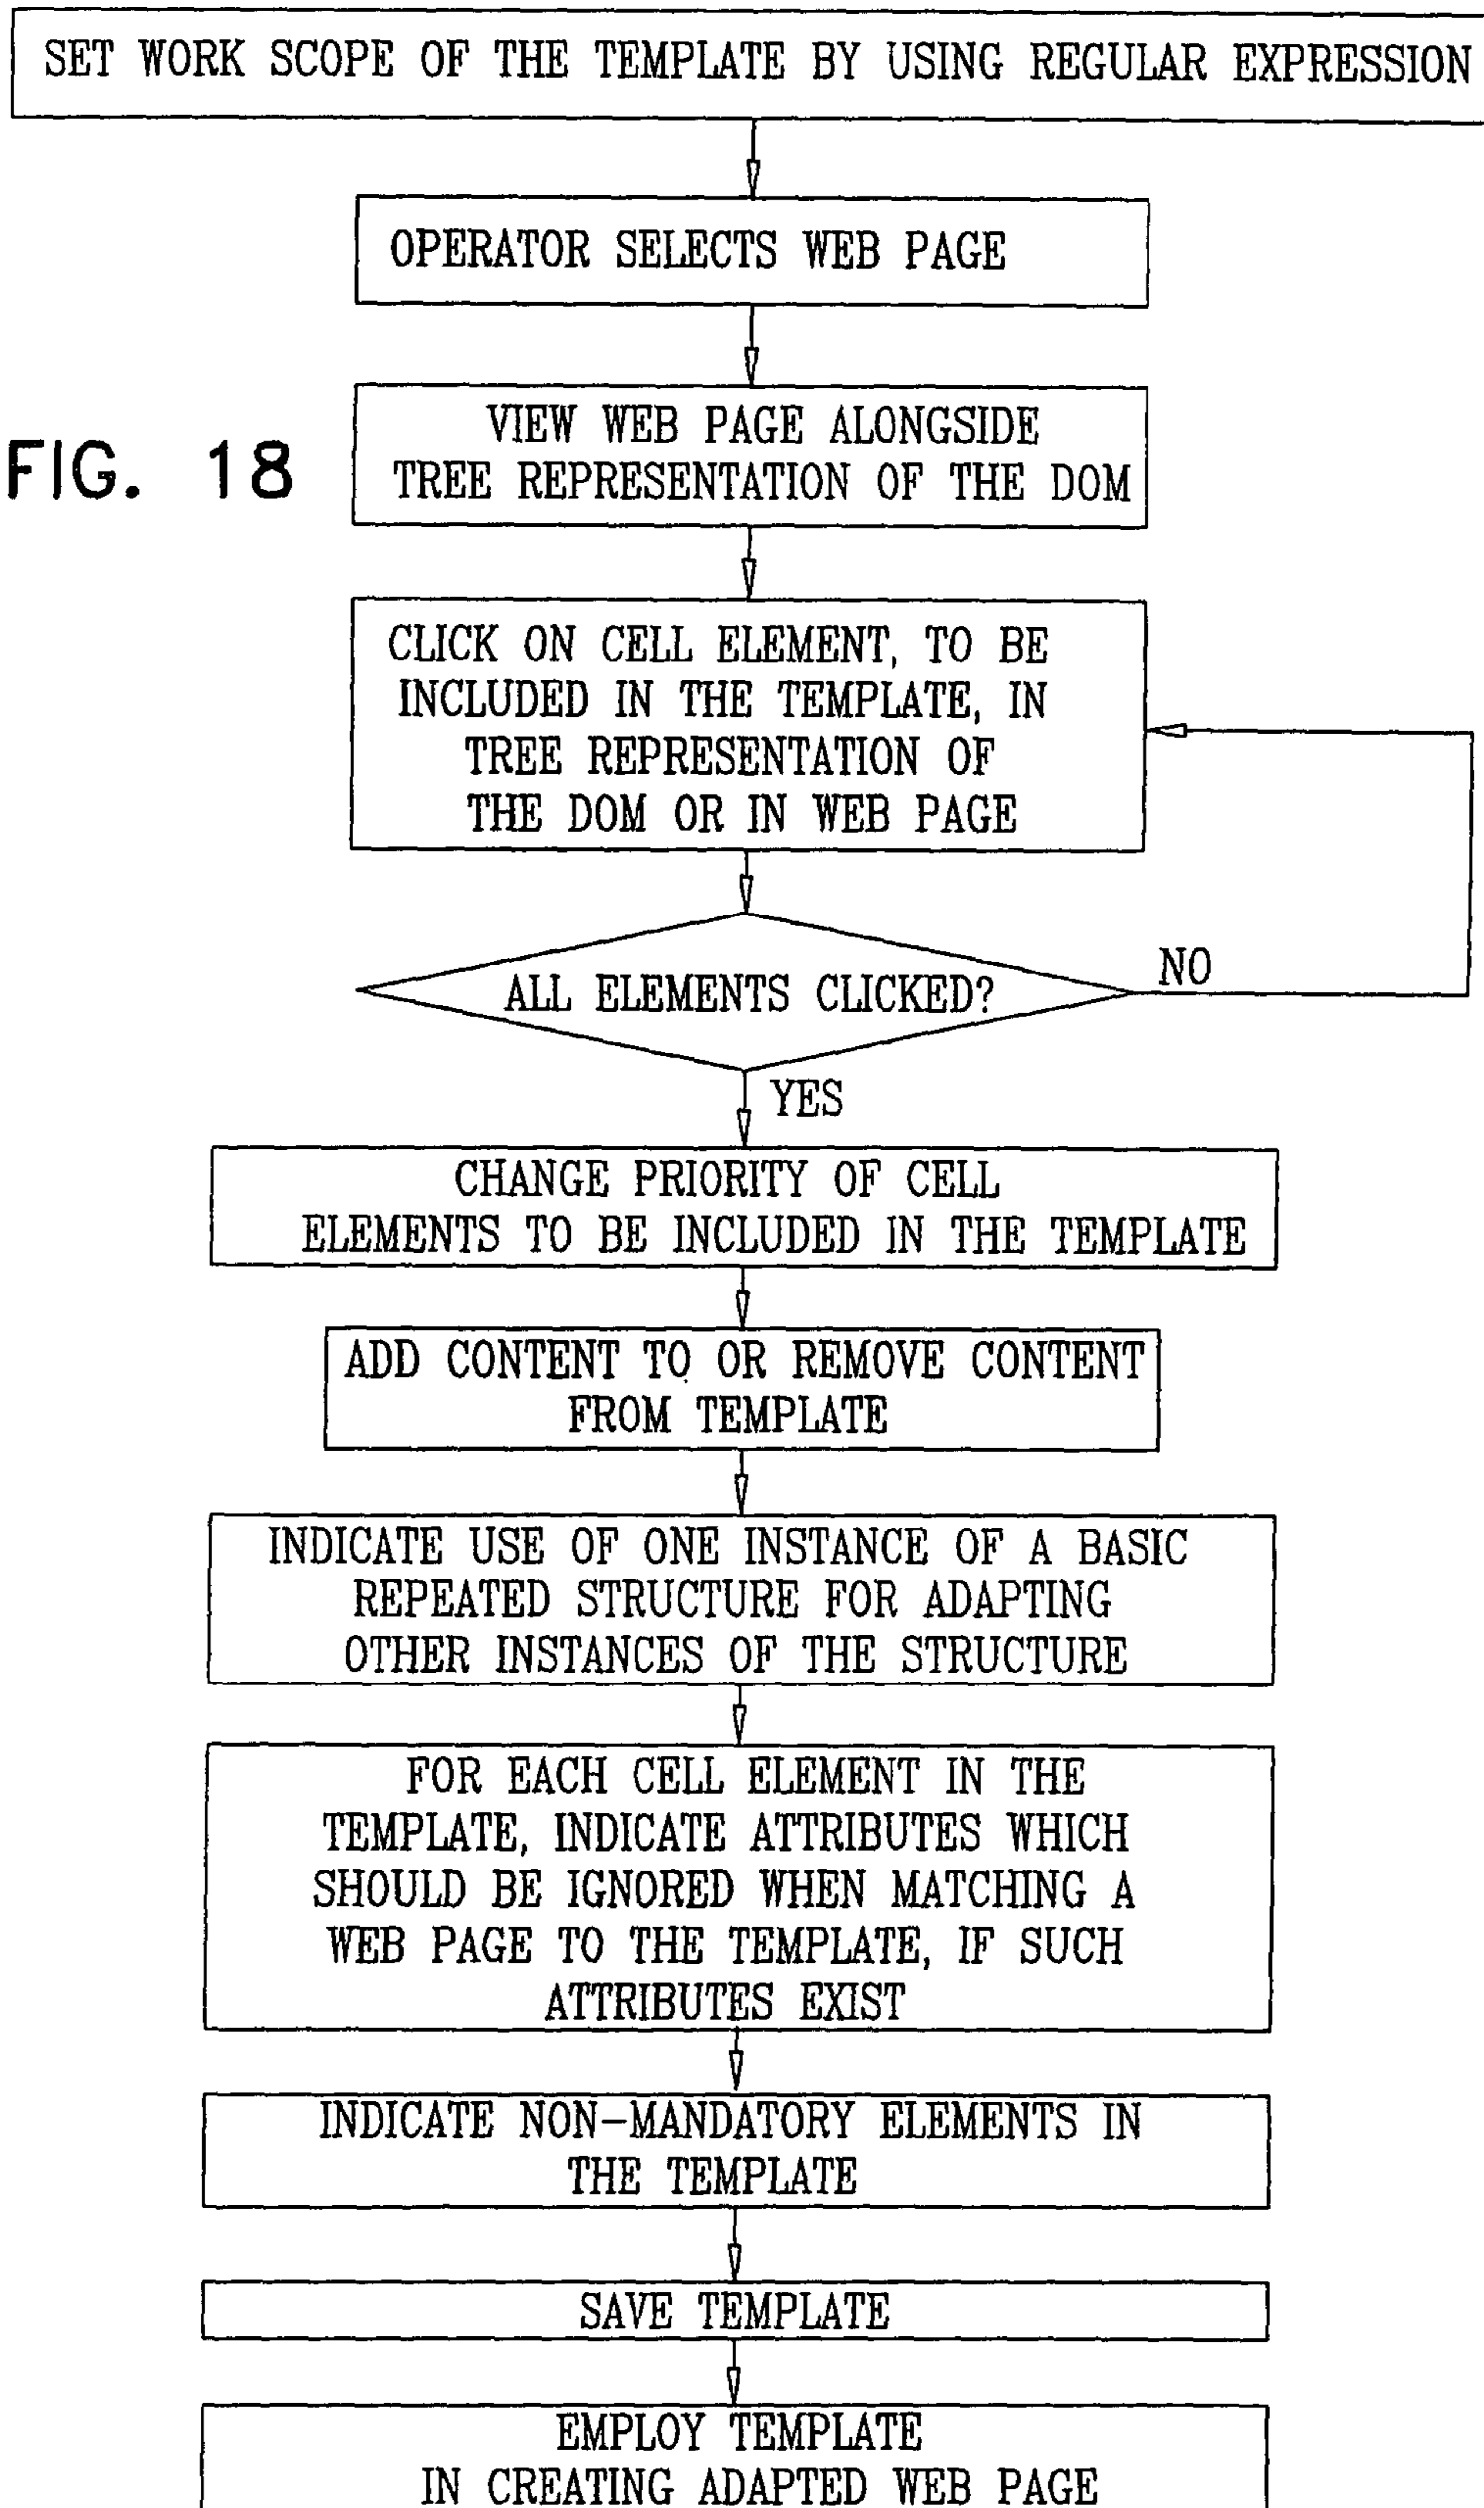 SET WORK SCOPE OF THE TEMPLATE BY USING REGULAR EXPRESSION
OPERATOR SELECTS WEB PAGE
FIG. 18
VIEW WEB PAGE ALONGSIDE
TREE REPRESENTATION OF THE DOM
CLICK ON CELL ELEMENT, TO BE
INCLUDED IN THE TEMPLATE, IN
TREE REPRESENTATION OF
THE DOM OR IN WEB PAGE
ALL ELEMENTS CLICKED?
NO
YES
CHANGE PRIORITY OF CELL
ELEMENTS TO BE INCLUDED IN THE TEMPLATE
ADD CONTENT TO OR REMOVE CONTENT
FROM TEMPLATE
INDICATE USE OF ONE INSTANCE OF A BASIC
REPEATED STRUCTURE FOR ADAPTING
OTHER INSTANCES OF THE STRUCTURE
FOR EACH CELL ELEMENT IN THE
TEMPLATE, INDICATE ATTRIBUTES WHICH
SHOULD BE IGNORED WHEN MATCHING A
WEB PAGE TO THE TEMPLATE, IF SUCH
ATTRIBUTES EXIST
INDICATE NON-MANDATORY ELEMENTS IN
THE TEMPLATE
SAVE TEMPLATE
EMPLOY TEMPLATE
IN CREATING ADAPTED WEB PAGE